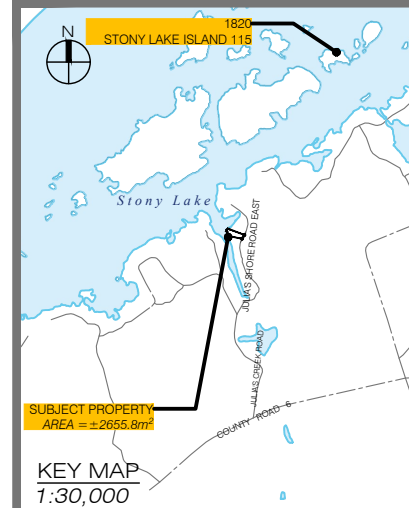 1820
STONY LAKE ISLAND 115
N
Stony Lake
JULIA'S SHORE ROAD EAST
JULIA'S CREEK ROAD
COUNTY ROAD 6
SUBJECT PROPERTY
AREA = ±2655.8m²
KEY MAP
1:30,000